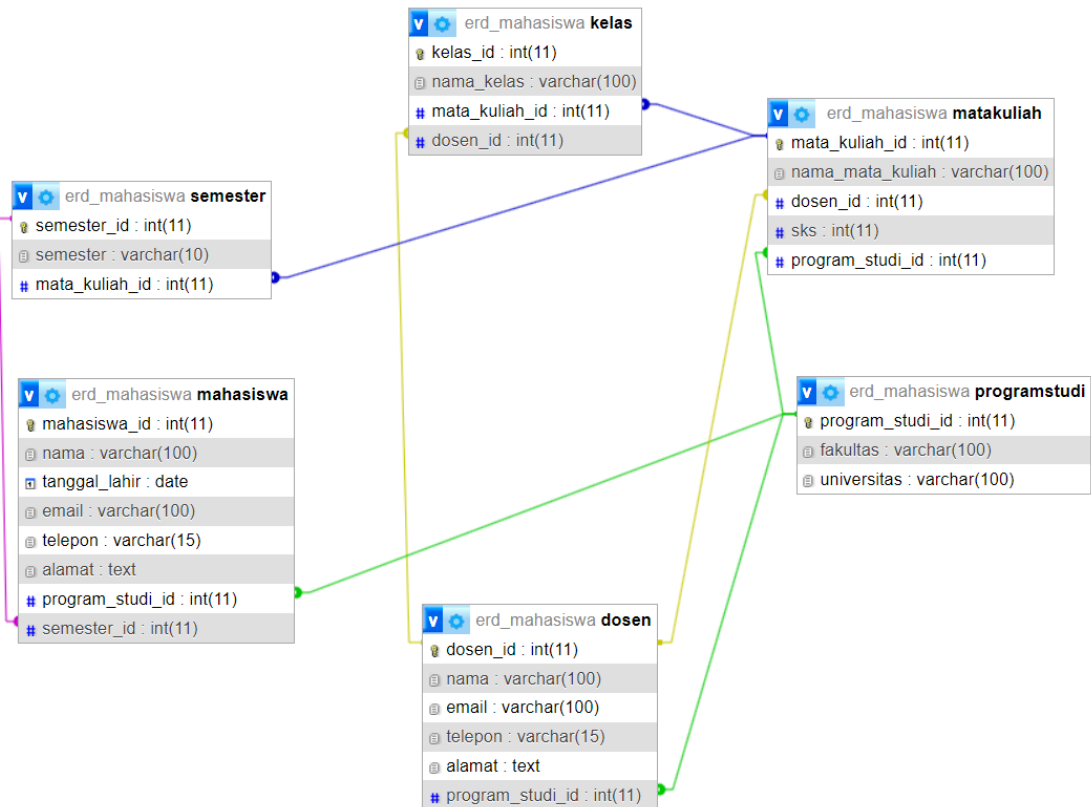 erd_mahasiswa kelas
kelas_id : int(11)
nama_kelas : varchar(100)
mata_kuliah_id : int(11)
dosen_id : int(11)
erd_mahasiswa matakuliah
mata_kuliah_id : int(11)
nama_mata_kuliah : varchar(100)
dosen_id : int(11)
sks : int(11)
program_studi_id : int(11)
erd_mahasiswa semester
semester_id : int(11)
semester : varchar(10)
mata_kuliah_id : int(11)
erd_mahasiswa mahasiswa
mahasiswa_id : int(11)
nama : varchar(100)
tanggal_lahir : date
email : varchar(100)
telepon : varchar(15)
alamat : text
program_studi_id : int(11)
semester_id : int(11)
erd_mahasiswa programstudi
program_studi_id : int(11)
fakultas : varchar(100)
universitas : varchar(100)
erd_mahasiswa dosen
dosen_id : int(11)
nama : varchar(100)
email : varchar(100)
telepon : varchar(15)
alamat : text
program_studi_id : int(11)